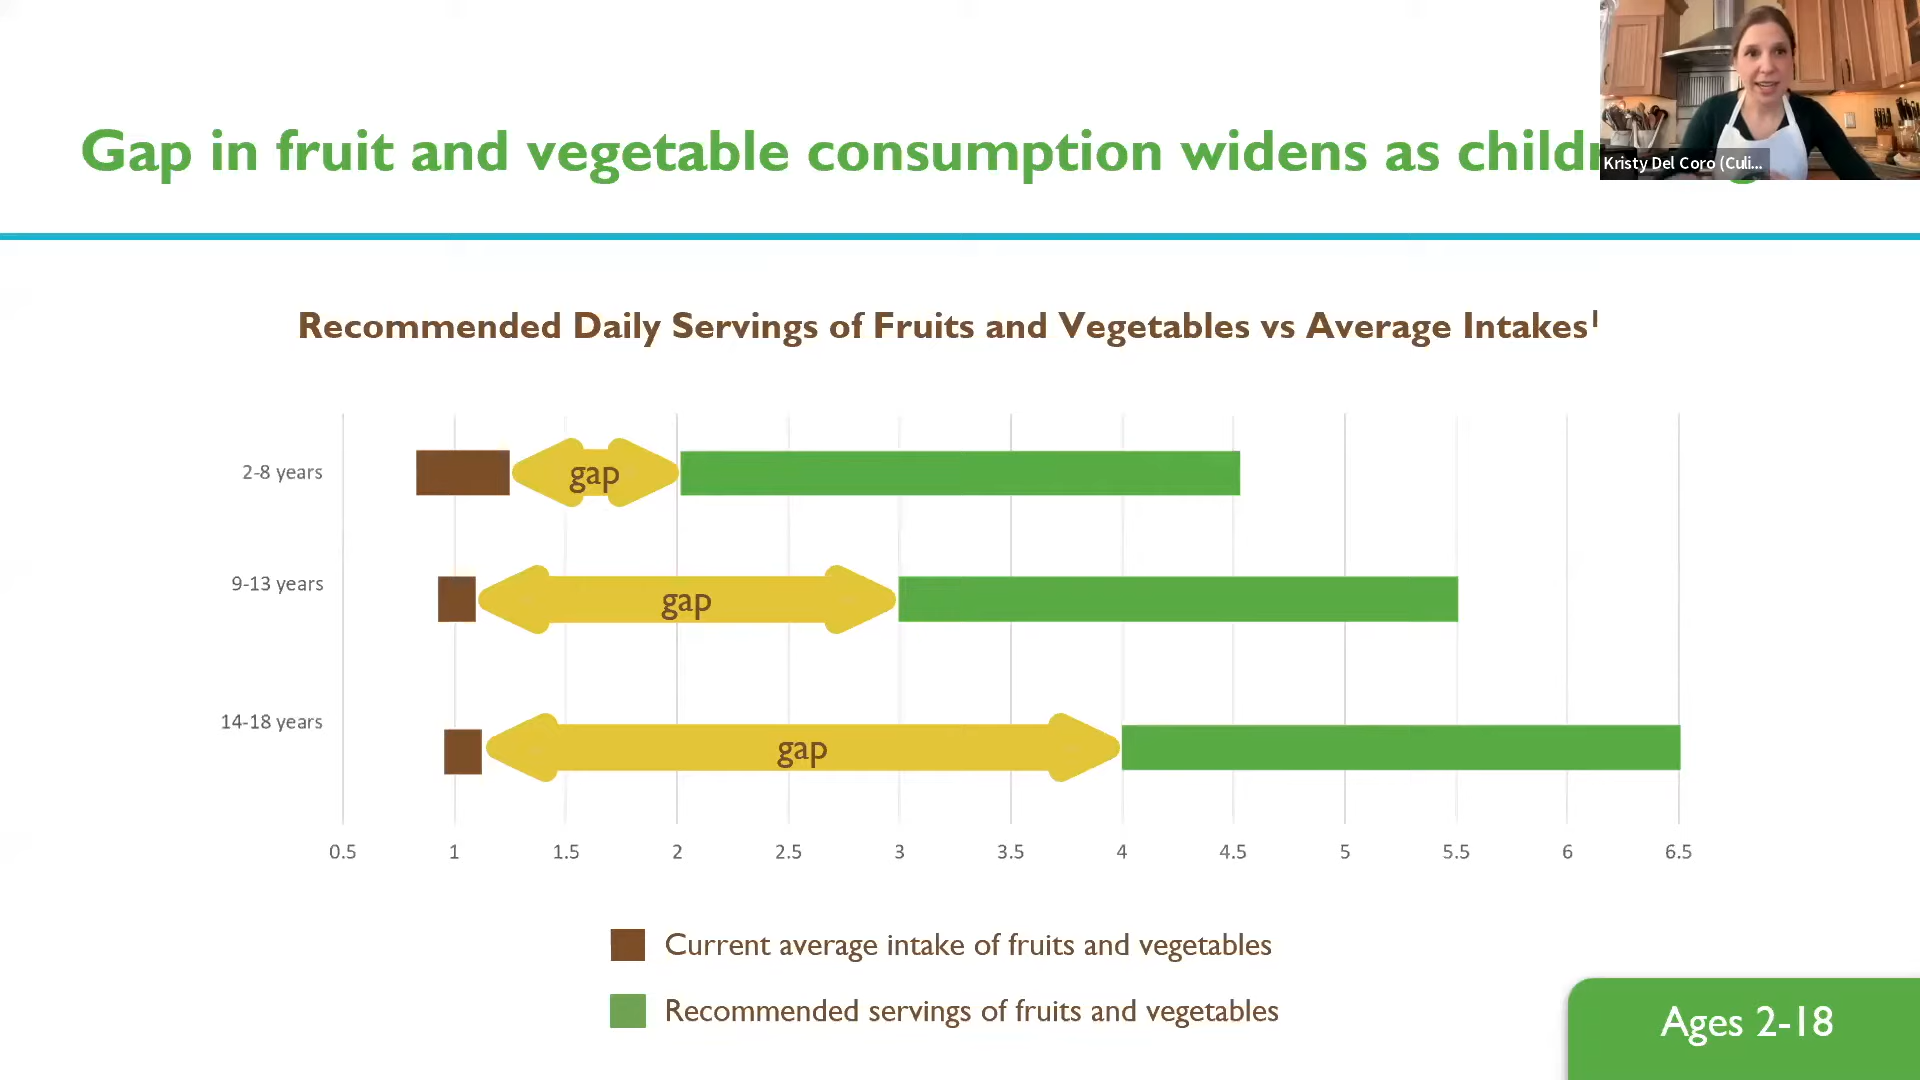 Gap in fruit and vegetable consumption widens as
Kristy Del Coro (Culi...
Recommended Daily Servings of Fruits and Vegetables vs Average Intakes¹
2-8 years
gap
9-13 years
gap
14-18 years
gap
0.5 1 1.5 2 2.5 3 3.5 4 4.5 5 5.5 6 6.5
Current average intake of fruits and vegetables
Recommended servings of fruits and vegetables
Ages 2-18